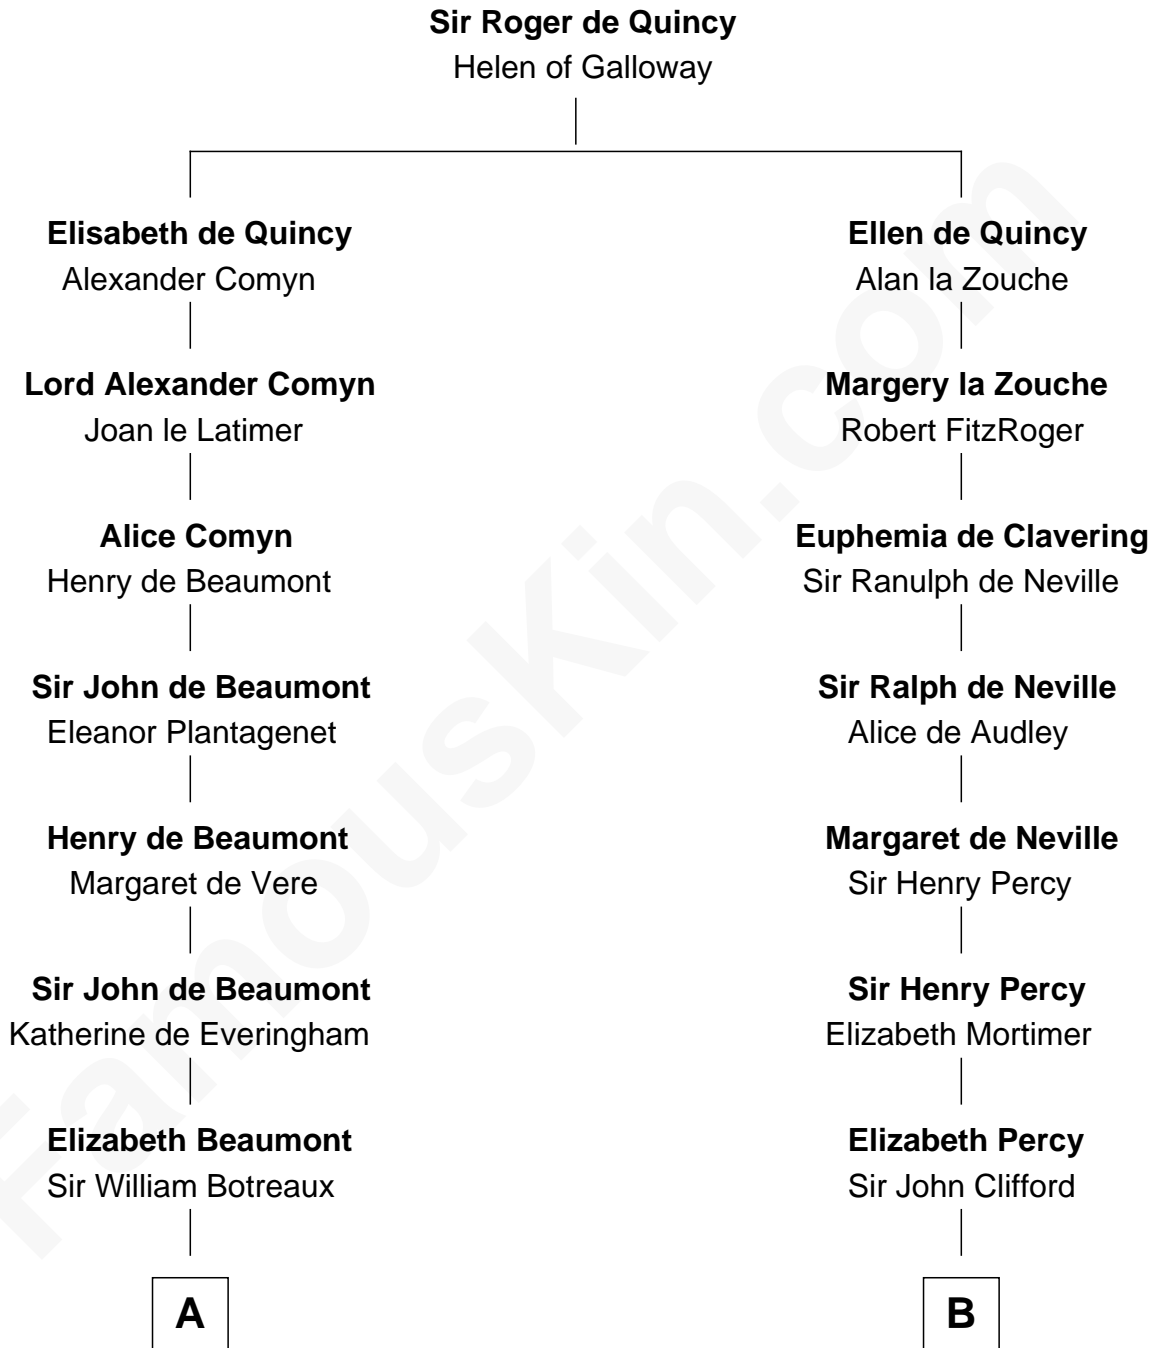 Sir Roger de Quincy
Helen of Galloway
Elisabeth de Quincy
Alexander Comyn
Ellen de Quincy
Alan la Zouche
Lord Alexander Comyn
Joan le Latimer
Margery la Zouche
Robert FitzRoger
Alice Comyn
Henry de Beaumont
Euphemia de Clavering
Sir Ranulph de Neville
Sir John de Beaumont
Eleanor Plantagenet
Sir Ralph de Neville
Alice de Audley
Henry de Beaumont
Margaret de Vere
Margaret de Neville
Sir Henry Percy
Sir John de Beaumont
Katherine de Everingham
Sir Henry Percy
Elizabeth Mortimer
Elizabeth Beaumont
Sir William Botreaux
Elizabeth Percy
Sir John Clifford
A
B
FamousKin.com